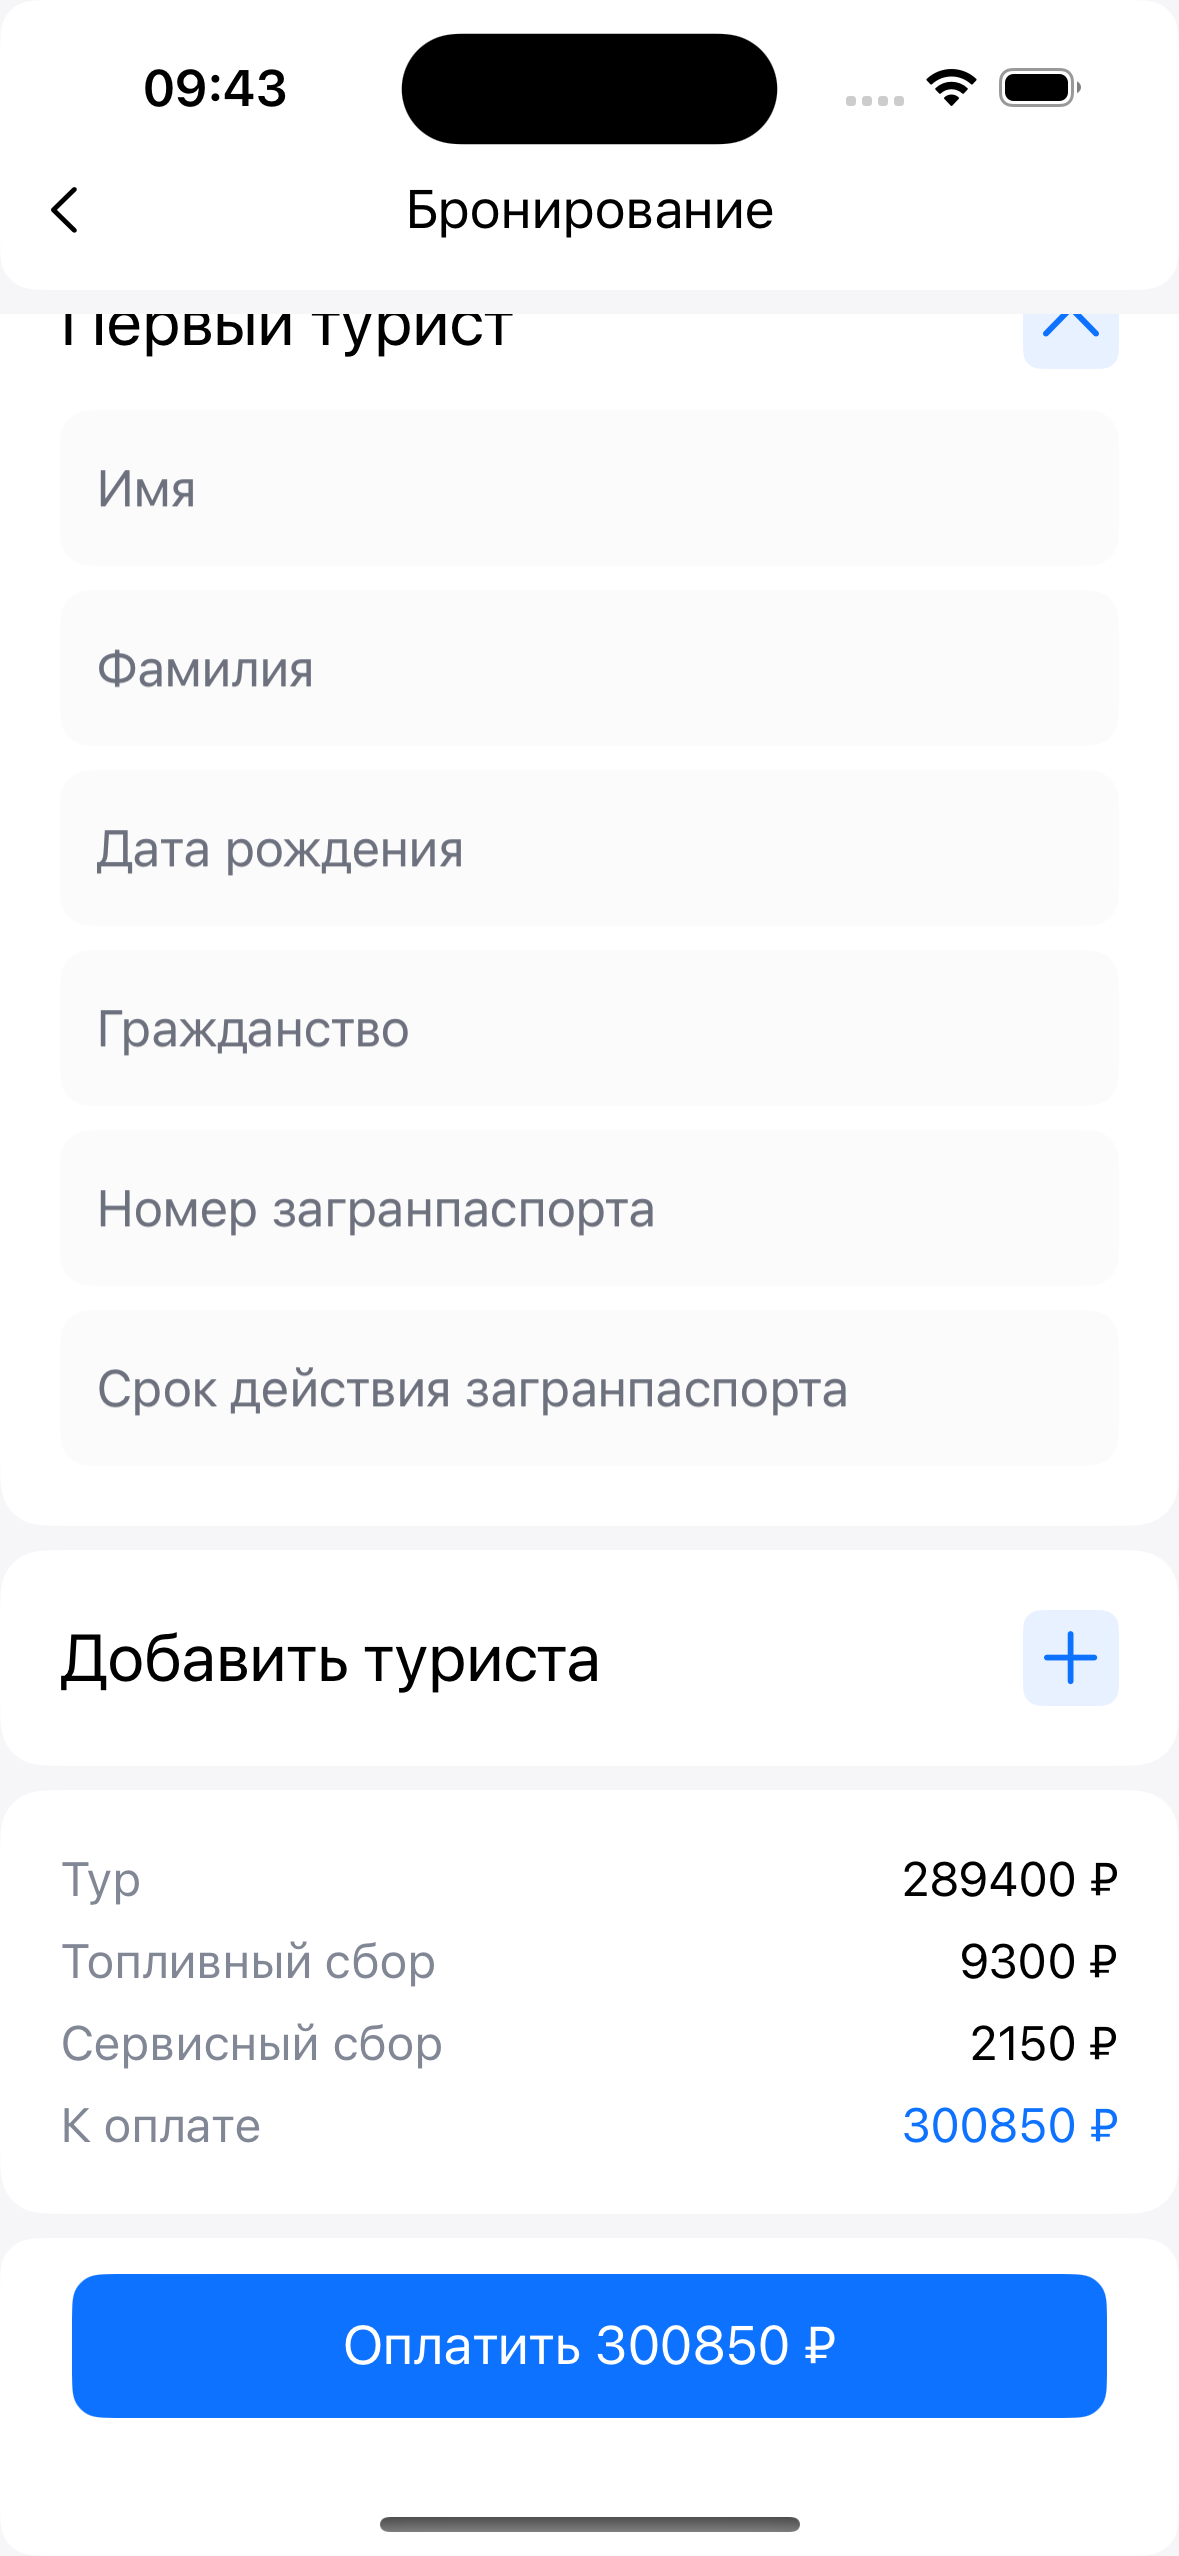 09:43
Бронирование
Первый турист
Имя
Фамилия
Дата рождения
Гражданство
Номер загранпаспорта
Срок действия загранпаспорта
Добавить туриста
Тур 289400 ₽
Топливный сбор 9300 ₽
Сервисный сбор 2150 ₽
К оплате 300850 ₽
Оплатить 300850 ₽